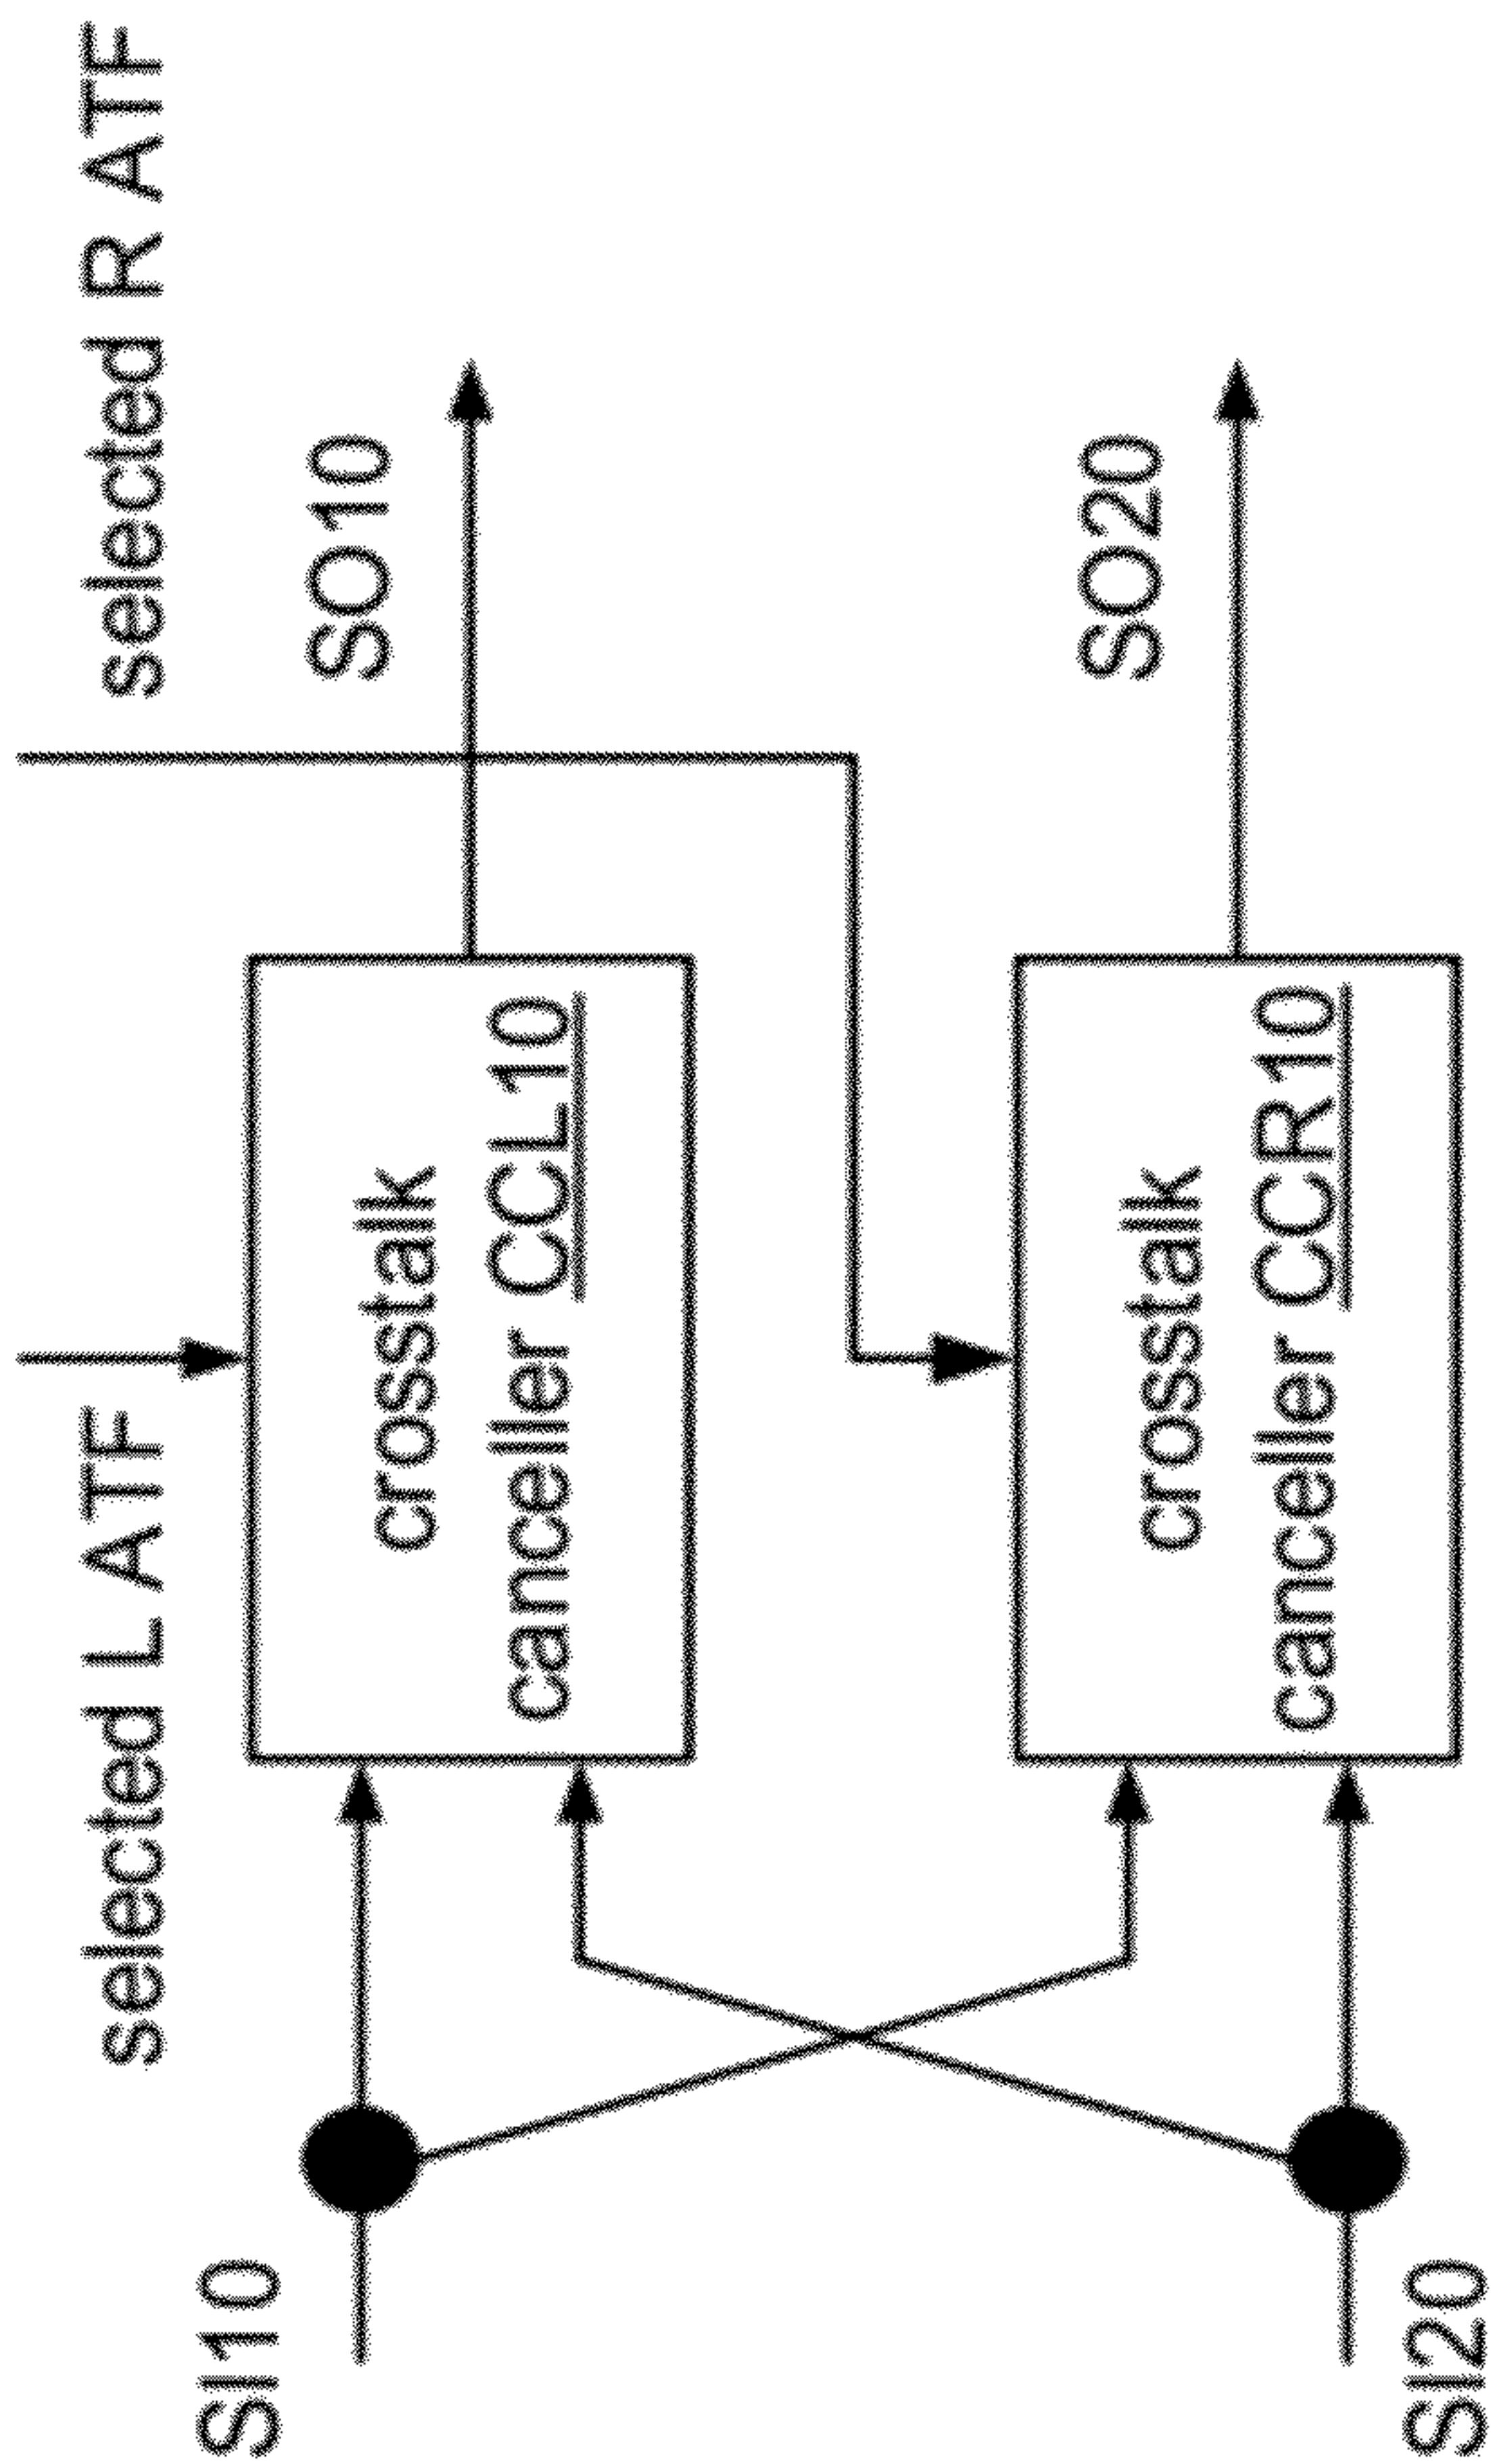 selected L ATF
selected R ATF
SI10
crosstalk
canceller CCL10
SO10
crosstalk
canceller CCR10
SO20
SI20